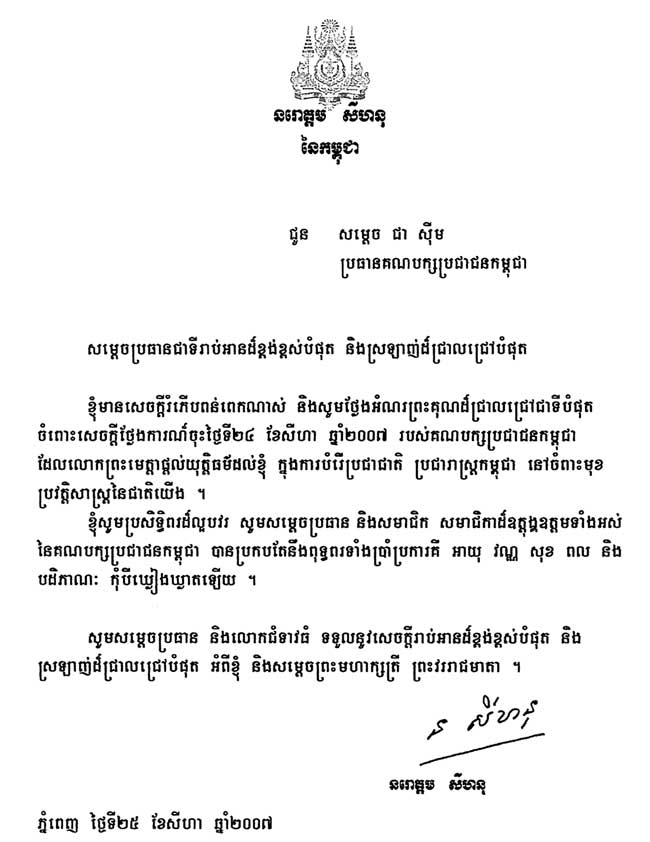 នរោត្តម សីហនុ
នៃកម្ពុជា
ជូន សម្តេច ជា ស៊ីម
ប្រធានគណបក្សប្រជាជនកម្ពុជា
សម្តេចប្រធានជាទីរាប់អានដ៏ខ្ពង់ខ្ពស់បំផុត និងស្រឡាញ់ដ៏ជ្រាលជ្រៅបំផុត
ខ្ញុំមានសេចក្តីរំភើបពន់ពេកណាស់ និងសូមថ្លែងអំណរព្រះគុណដ៏ជ្រាលជ្រៅជាទីបំផុត
ចំពោះសេចក្តីថ្លែងការណ៍ចុះថ្ងៃទី២៤ ខែសីហា ឆ្នាំ២០០៧ របស់គណបក្សប្រជាជនកម្ពុជា
ដែលលោកព្រះមេត្តាផ្តល់យុត្តិធម៌ដល់ខ្ញុំ ក្នុងការបំរើប្រជាជាតិ ប្រជារាស្ត្រកម្ពុជា នៅចំពោះមុខ
ប្រវត្តិសាស្ត្រនៃជាតិយើង ។
ខ្ញុំសូមប្រសិទ្ធិពរដ៏ល្អបវរ សូមសម្តេចប្រធាន និងសមាជិក សមាជិកាដ៏ឧត្តុង្គឧត្តមទាំងអស់
នៃគណបក្សប្រជាជនកម្ពុជា បានប្រកបតែនឹងពុទ្ធពរទាំងប្រាំប្រការគឺ អាយុ វណ្ណ សុខ ពល និង
បដិភាណៈ កុំបីឃ្លៀងឃ្លាតឡើយ ។
សូមសម្តេចប្រធាន និងលោកជំទាវធំ ទទួលនូវសេចក្តីរាប់អានដ៏ខ្ពង់ខ្ពស់បំផុត និង
ស្រឡាញ់ដ៏ជ្រាលជ្រៅបំផុត អំពីខ្ញុំ និងសម្តេចព្រះមហាក្សត្រី ព្រះវររាជមាតា ។
ន សីហនុ
នរោត្តម សីហនុ
ភ្នំពេញ ថ្ងៃទី២៥ ខែសីហា ឆ្នាំ២០០៧